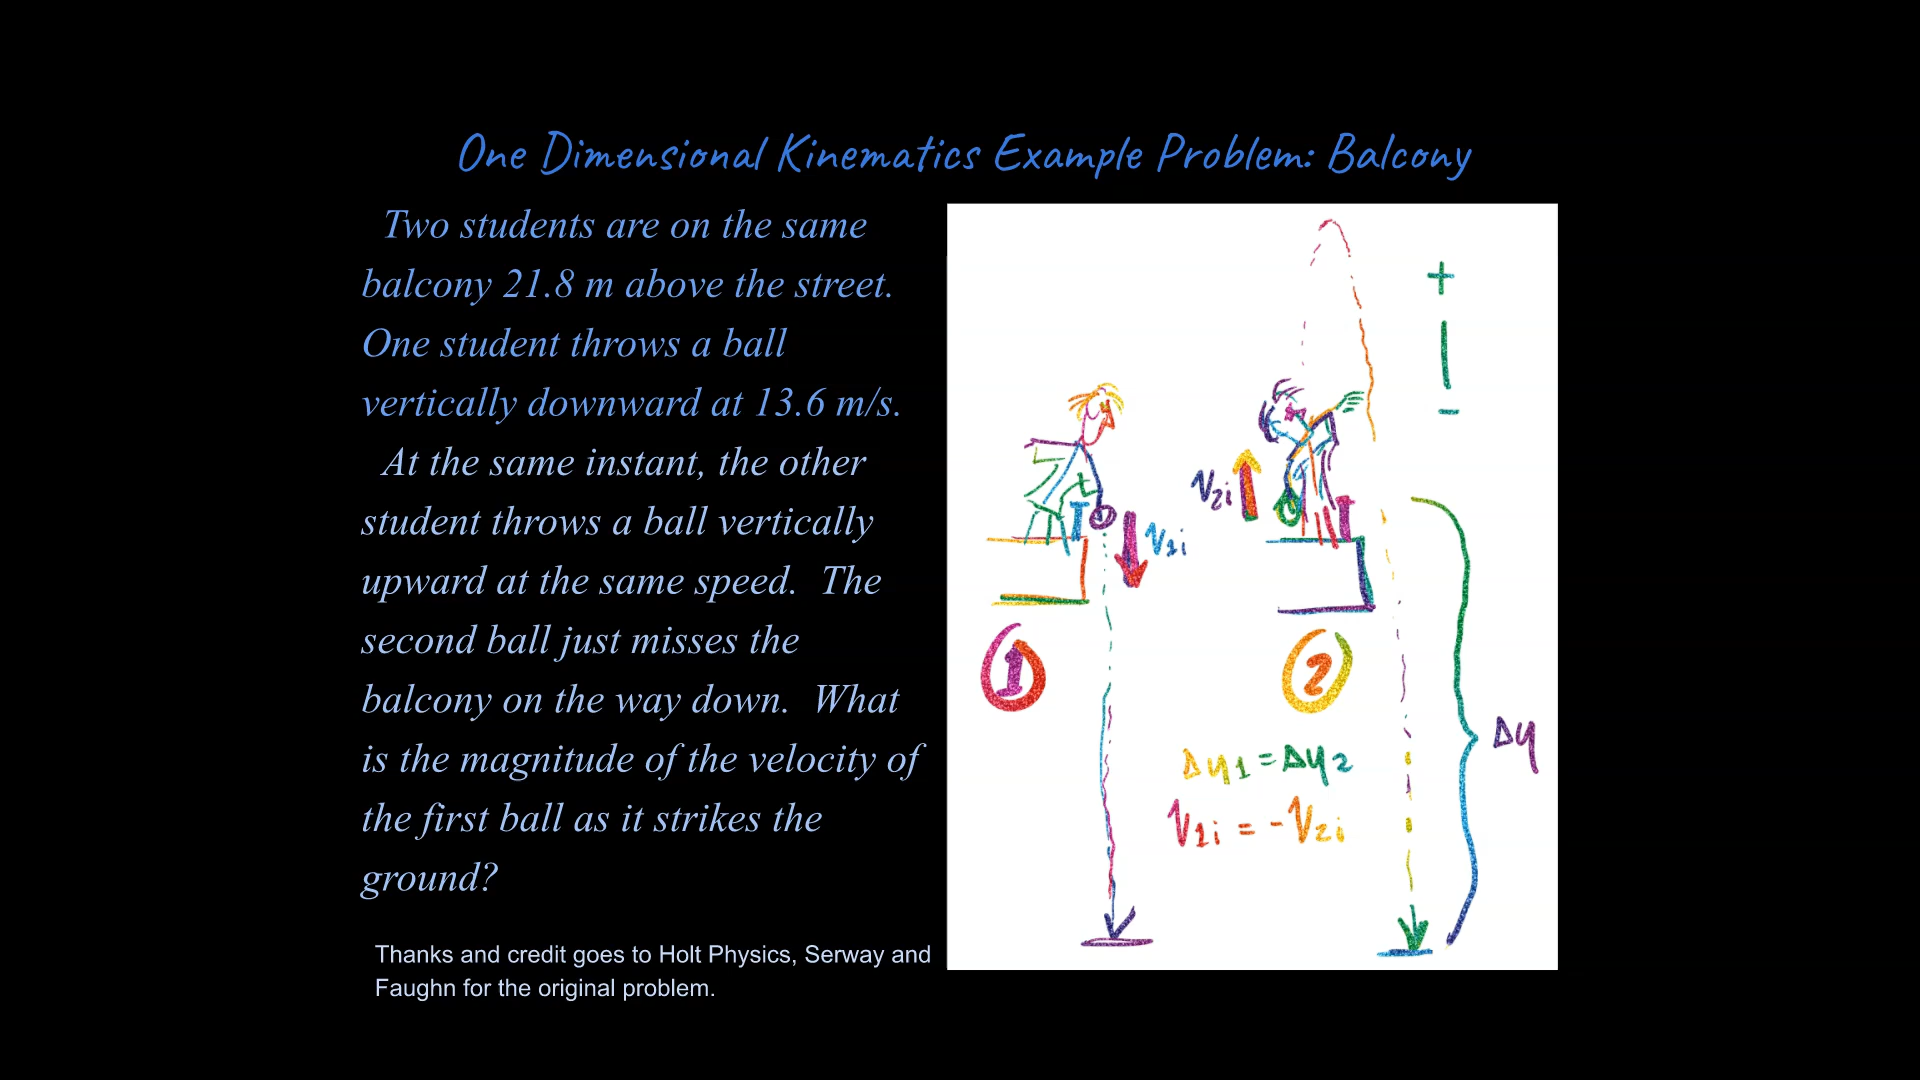 One Dimensional Kinematics Example Problem: Balcony
Two students are on the same
balcony 21.8 m above the street.
One student throws a ball
vertically downward at 13.6 m/s.
At the same instant, the other
student throws a ball vertically
upward at the same speed.  The
second ball just misses the
balcony on the way down.  What
is the magnitude of the velocity of
the first ball as it strikes the
ground?
Thanks and credit goes to Holt Physics, Serway and
Faughn for the original problem.
+
-
V2i
V1i
1
2
Δy
Δy1 = Δy2
V1i = -V2i